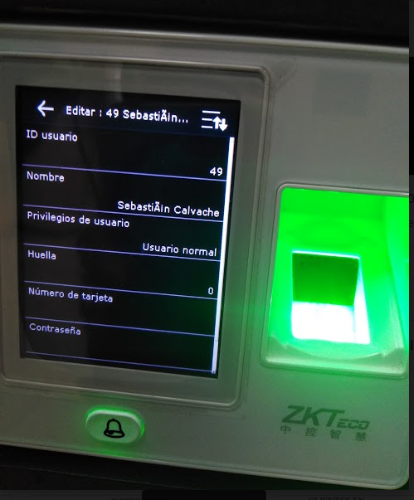 Editar : 49 SebastiÃin...
ID usuario
49
Nombre
SebastiÃin Calvache
Privilegios de usuario
Usuario normal
Huella
0
Número de tarjeta
Contraseña
ZKTECO
中控智慧